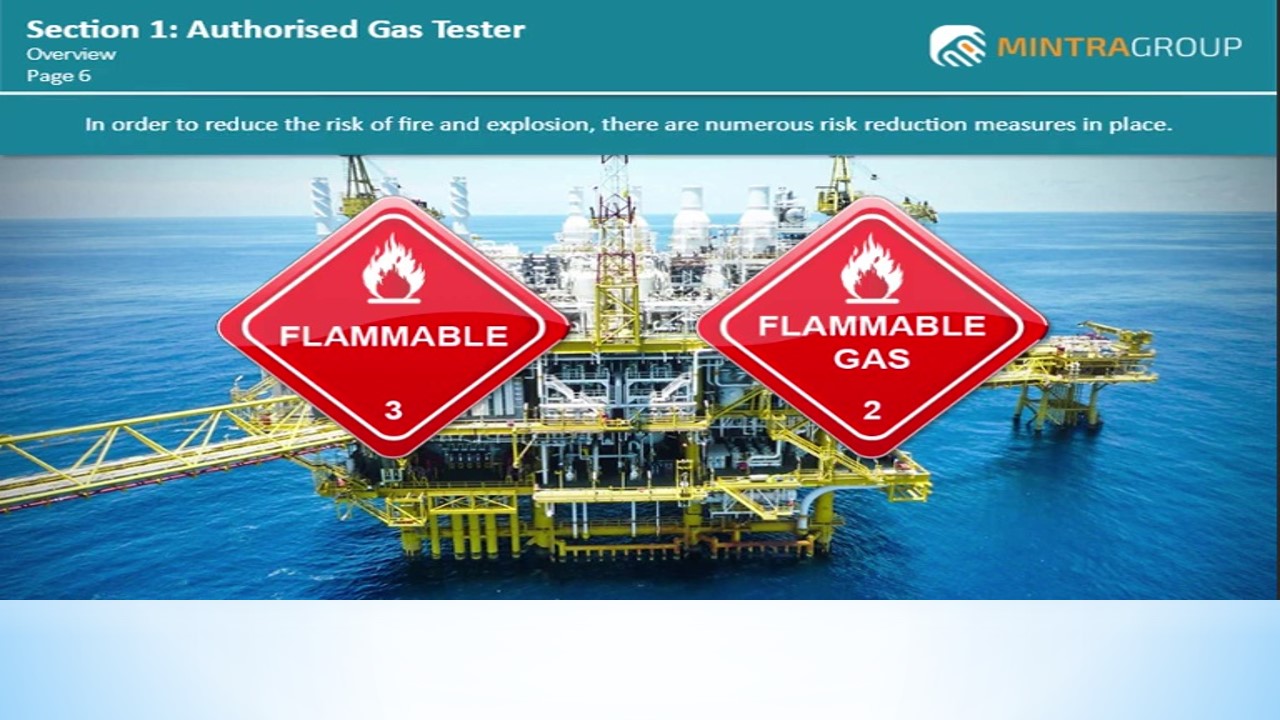 Section 1: Authorised Gas Tester
Overview
Page 6
MINTRAGROUP
In order to reduce the risk of fire and explosion, there are numerous risk reduction measures in place.
FLAMMABLE
3
FLAMMABLE
GAS
2